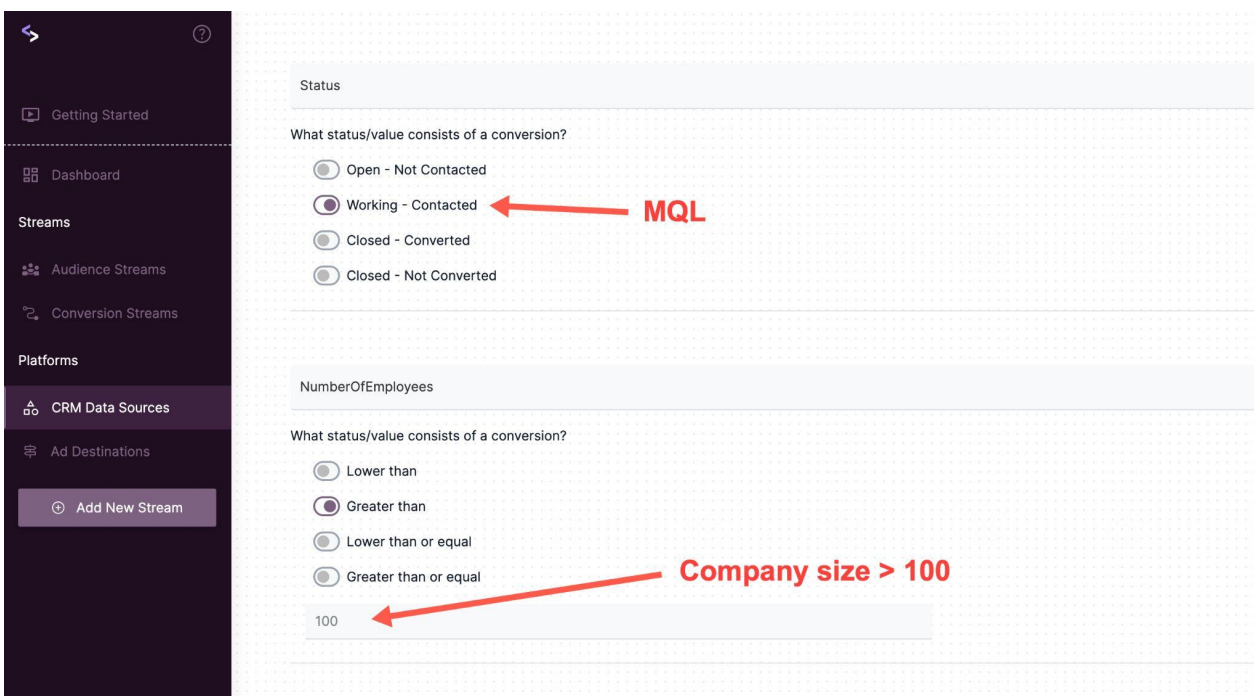 Getting Started
Dashboard
Streams
Audience Streams
Conversion Streams
Platforms
CRM Data Sources
Ad Destinations
Add New Stream
Status
What status/value consists of a conversion?
Open - Not Contacted
Working - Contacted
MQL
Closed - Converted
Closed - Not Converted
NumberOfEmployees
What status/value consists of a conversion?
Lower than
Greater than
Lower than or equal
Greater than or equal
Company size > 100
100